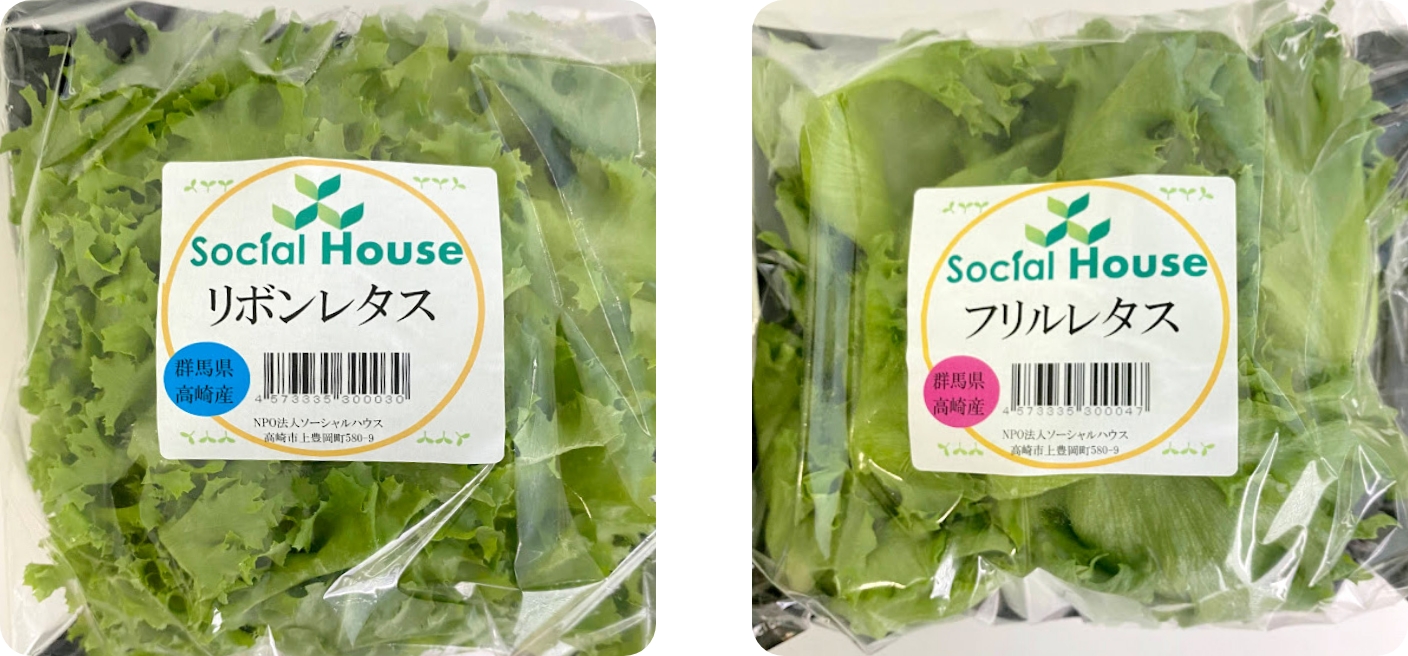 Social House
リボンレタス
群馬県
高崎産
4 573335 300030
NPO法人ソーシャルハウス
高崎市上豊岡町580-9
Social House
フリルレタス
群馬県
高崎産
4 573335 300047
NPO法人ソーシャルハウス
高崎市上豊岡町580-9